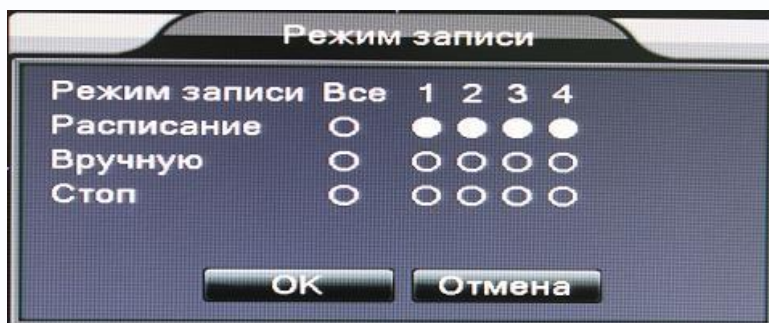 Режим записи
Режим записи Все 1 2 3 4
Расписание
Вручную
Стоп
OK Отмена